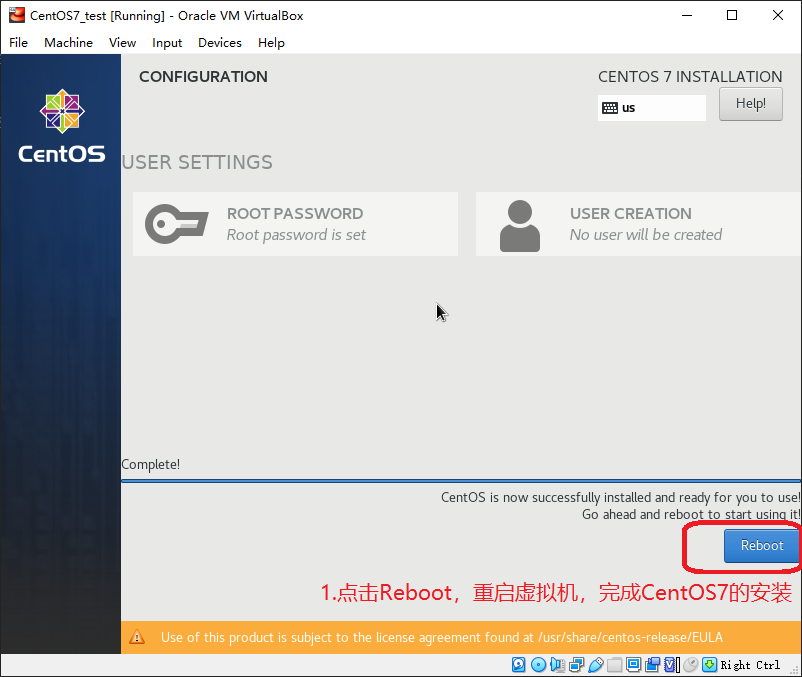 CentOS7_test [Running] - Oracle VM VirtualBox
File Machine View Input Devices Help
CONFIGURATION
CENTOS 7 INSTALLATION
us
Help!
CentOS
USER SETTINGS
ROOT PASSWORD
Root password is set
USER CREATION
No user will be created
Complete!
CentOS is now successfully installed and ready for you to use!
Go ahead and reboot to start using it!
Reboot
1.点击Reboot，重启虚拟机，完成CentOS7的安装
Use of this product is subject to the license agreement found at /usr/share/centos-release/EULA
Right Ctrl